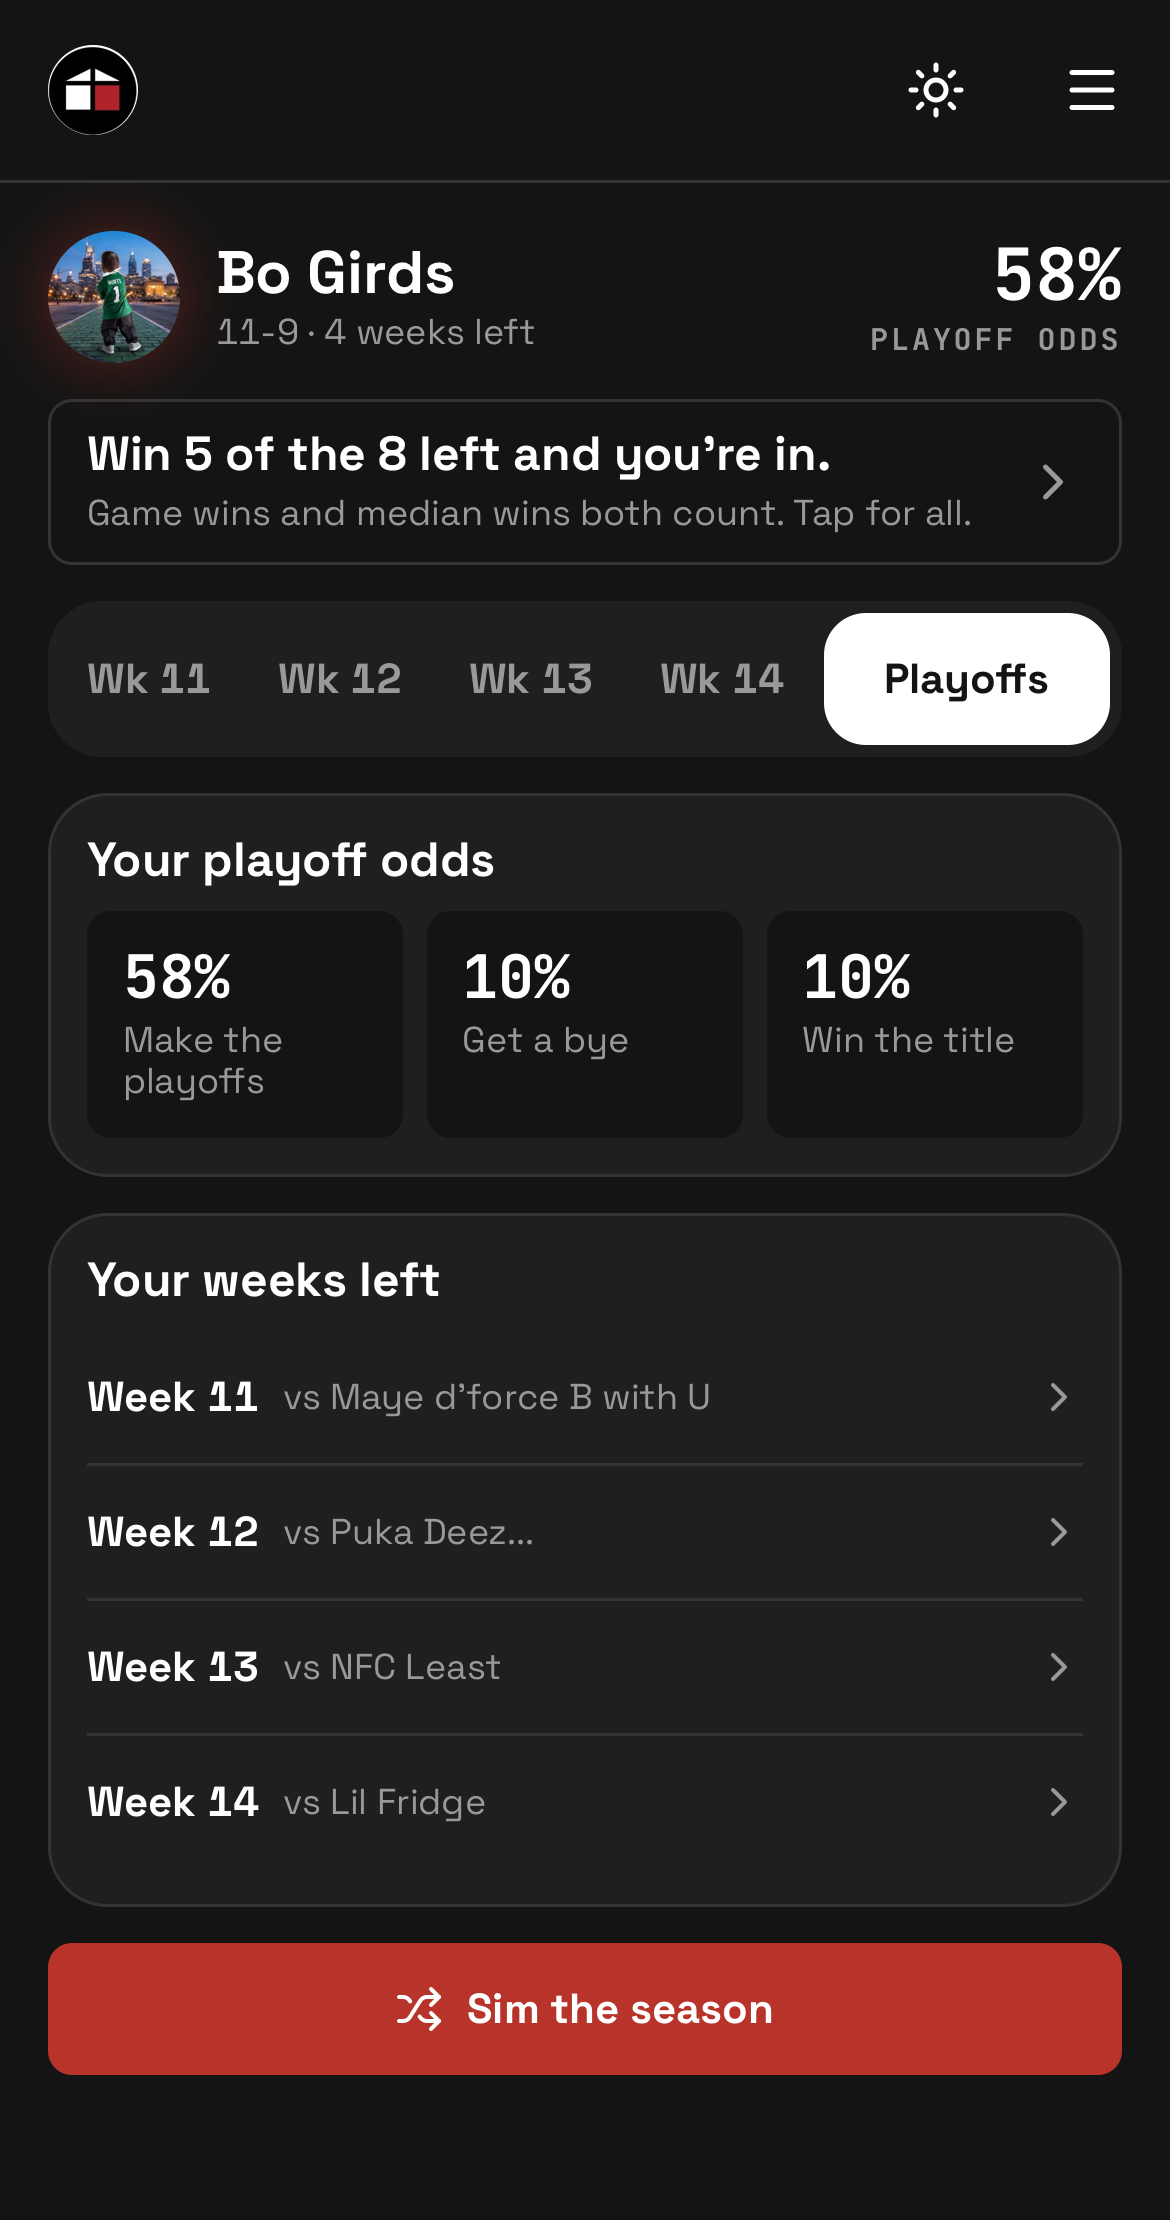 Bo Girds
11-9 · 4 weeks left
58%
PLAYOFF ODDS
Win 5 of the 8 left and you’re in.
Game wins and median wins both count. Tap for all.
Wk 11 Wk 12 Wk 13 Wk 14 Playoffs
Your playoff odds
58%
Make the
playoffs
10%
Get a bye
10%
Win the title
Your weeks left
Week 11 vs Maye d’force B with U
Week 12 vs Puka Deez...
Week 13 vs NFC Least
Week 14 vs Lil Fridge
Sim the season